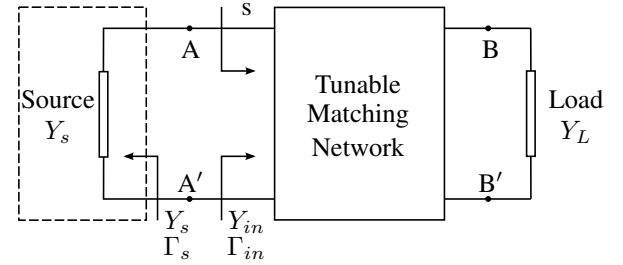 s
A
B
Source
Y_s
Tunable
Matching
Network
Load
Y_L
A′
B′
Y_s
Γ_s
Y_in
Γ_in